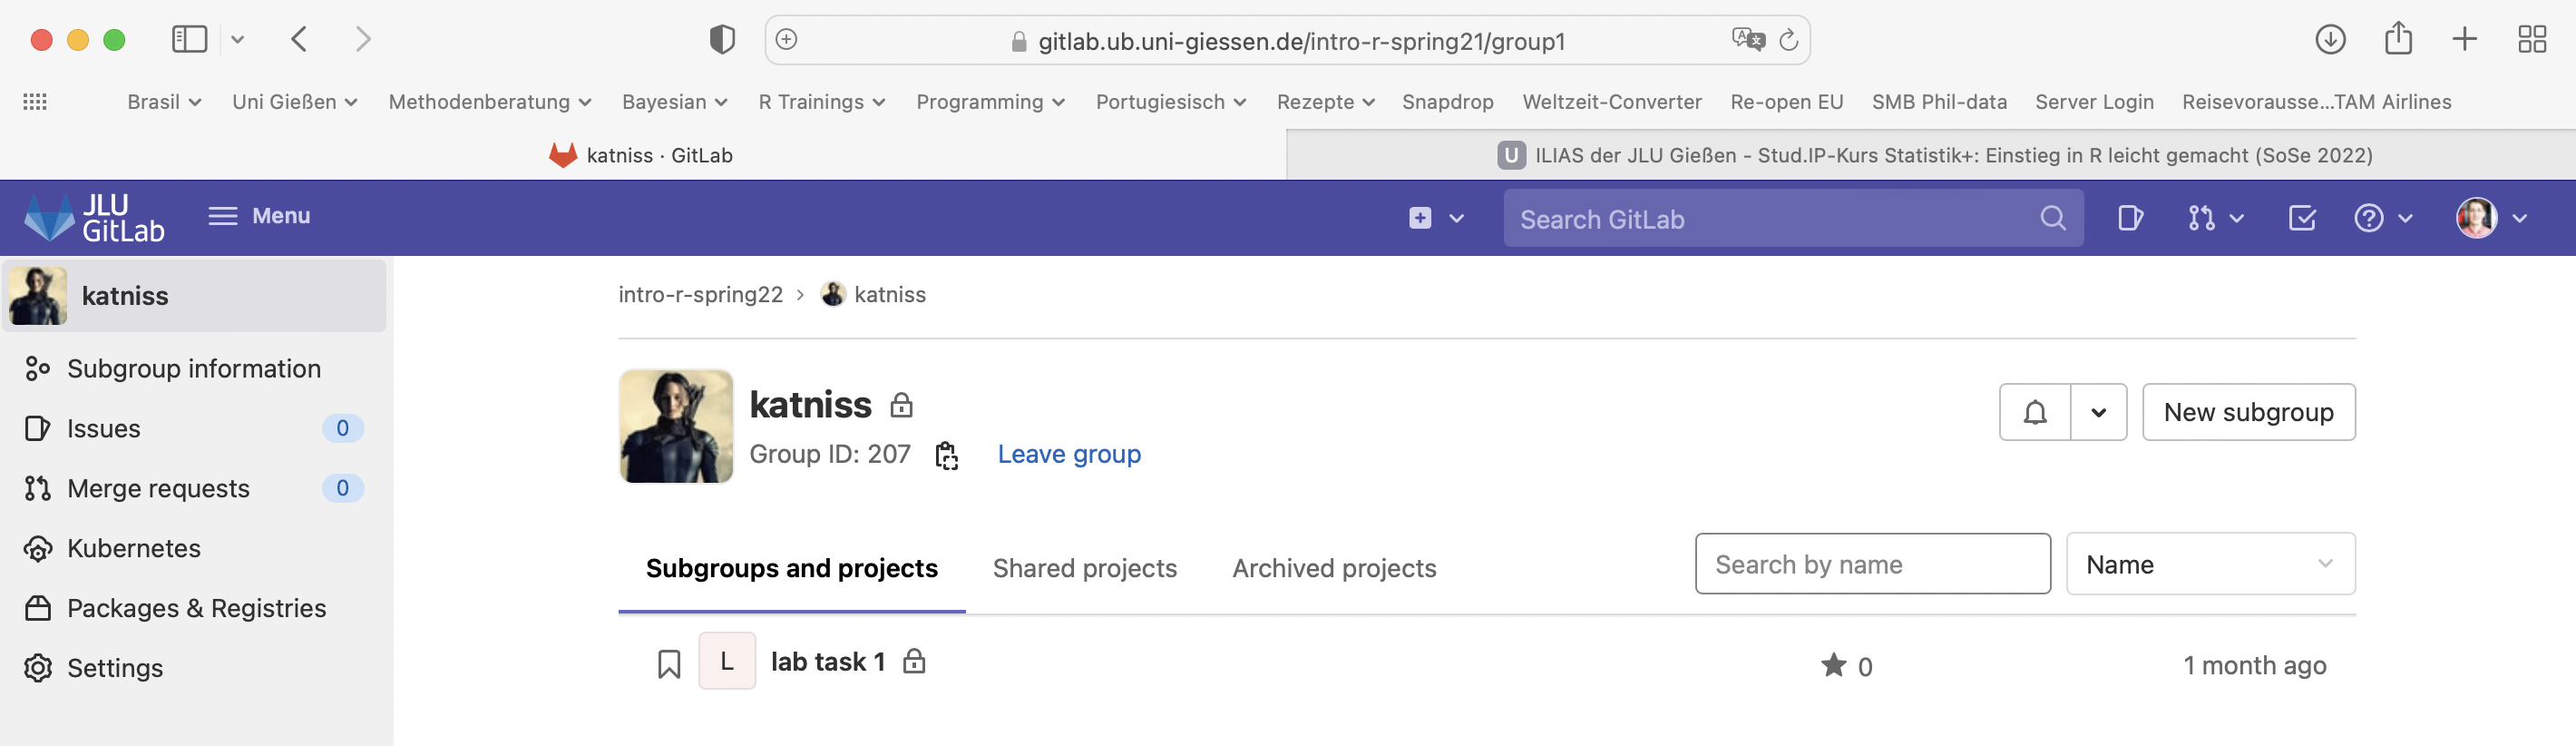 gitlab.ub.uni-giessen.de/intro-r-spring21/group1
Brasil Uni Gießen Methodenberatung Bayesian R Trainings Programming Portugiesisch Rezepte Snapdrop Weltzeit-Converter Re-open EU SMB Phil-data Server Login Reisevorausse...TAM Airlines
katniss · GitLab
U ILIAS der JLU Gießen - Stud.IP-Kurs Statistik+: Einstieg in R leicht gemacht (SoSe 2022)
JLU
GitLab
Menu
Search GitLab
katniss
Subgroup information
Issues 0
Merge requests 0
Kubernetes
Packages & Registries
Settings
intro-r-spring22 › katniss
katniss
Group ID: 207 Leave group
New subgroup
Subgroups and projects Shared projects Archived projects
Search by name
Name
L lab task 1 0 1 month ago